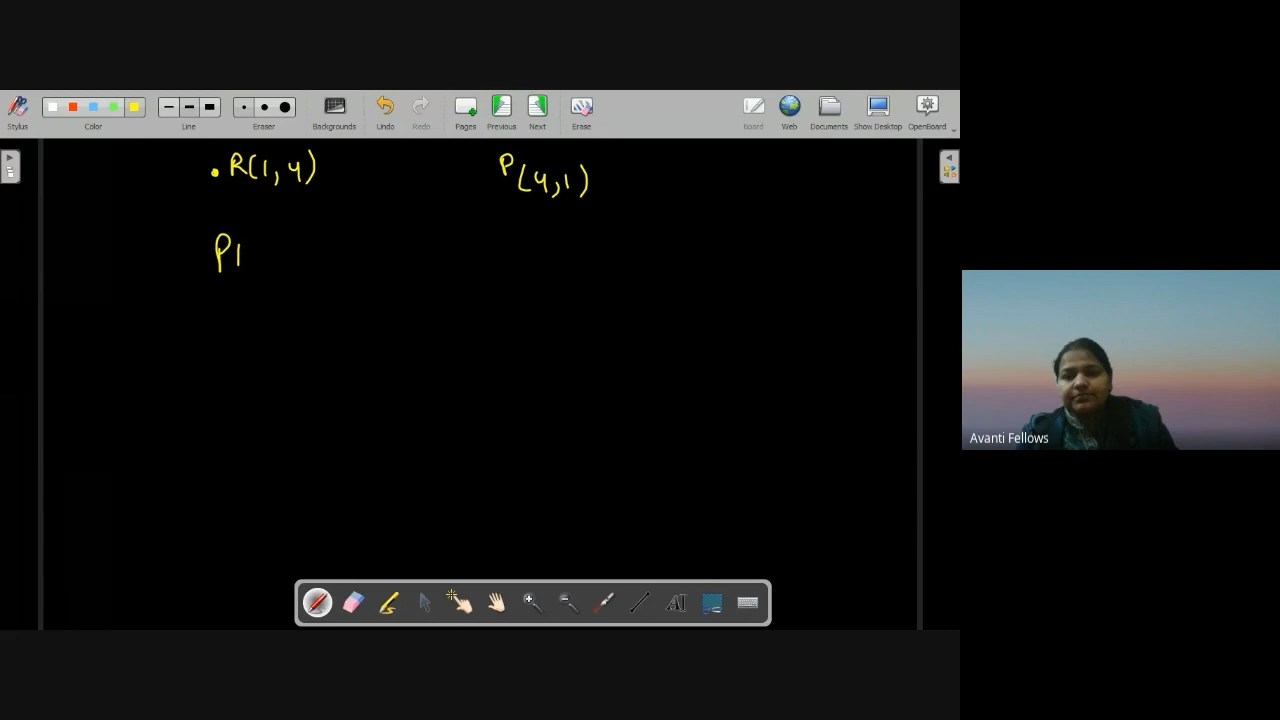 Stylus
Color
Line
Eraser
Backgrounds
Undo
Redo
Pages
Previous
Next
Erase
Board
Web
Documents
Show Desktop
OpenBoard
R(1,4)
P(4,1)
P1
Avanti Fellows
AI